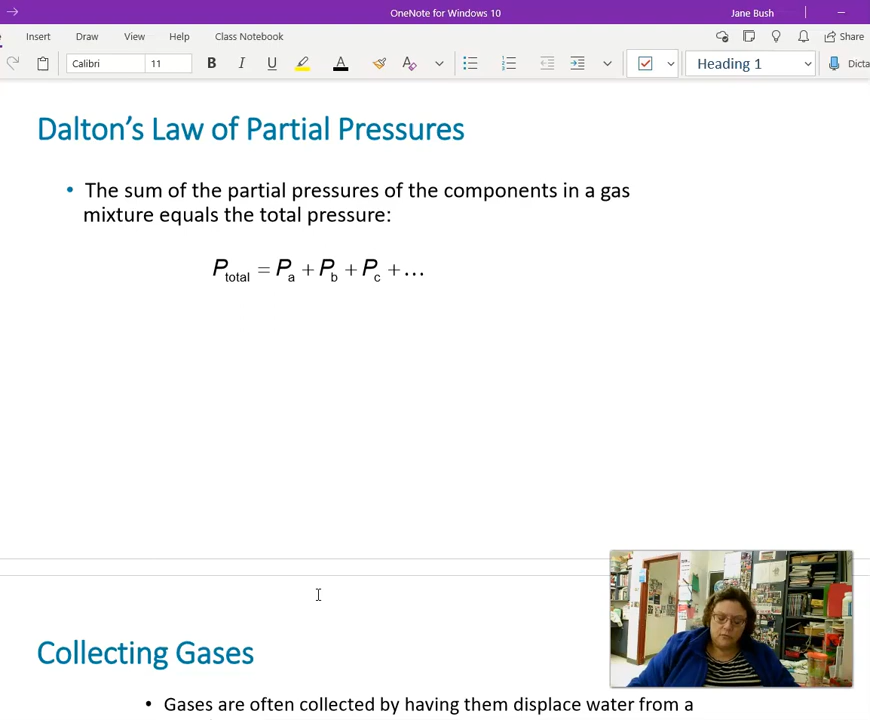 OneNote for Windows 10
Jane Bush
Insert Draw View Help Class Notebook
Share
Calibri 11 B I U A A Heading 1 Dicta
Dalton's Law of Partial Pressures
• The sum of the partial pressures of the components in a gas
mixture equals the total pressure:
P_total = P_a + P_b + P_c + …
Collecting Gases
• Gases are often collected by having them displace water from a